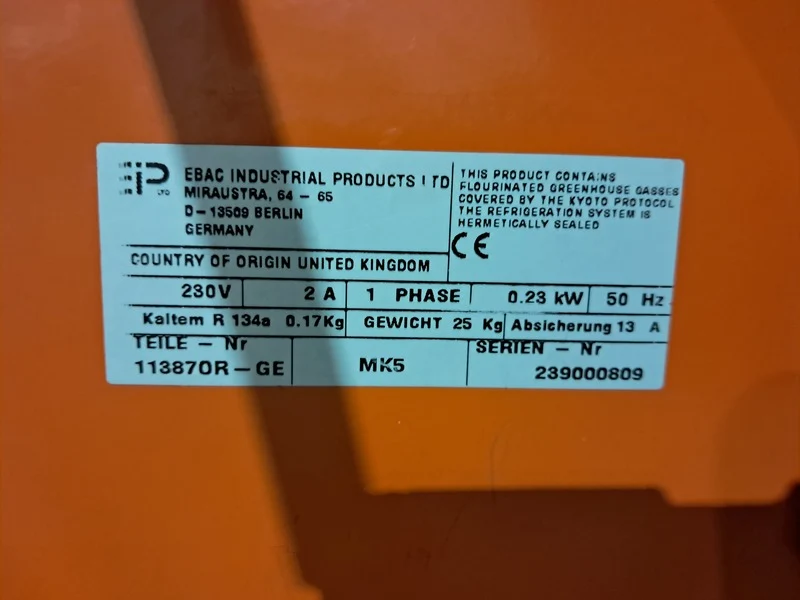 EIP LTD
EBAC INDUSTRIAL PRODUCTS LTD
MIRAUSTRA, 64 – 65
D–13509 BERLIN
GERMANY
THIS PRODUCT CONTAINS
FLOURINATED GREENHOUSE GASSES
COVERED BY THE KYOTO PROTOCOL
THE REFRIGERATION SYSTEM IS
HERMETICALLY SEALED
CE
COUNTRY OF ORIGIN UNITED KINGDOM
230V 2 A 1 PHASE 0.23 kW 50 Hz
Kaltem R 134a 0.17Kg GEWICHT 25 Kg Absicherung 13 A
TEILE – Nr SERIEN – Nr
11387OR–GE MK5 239000809